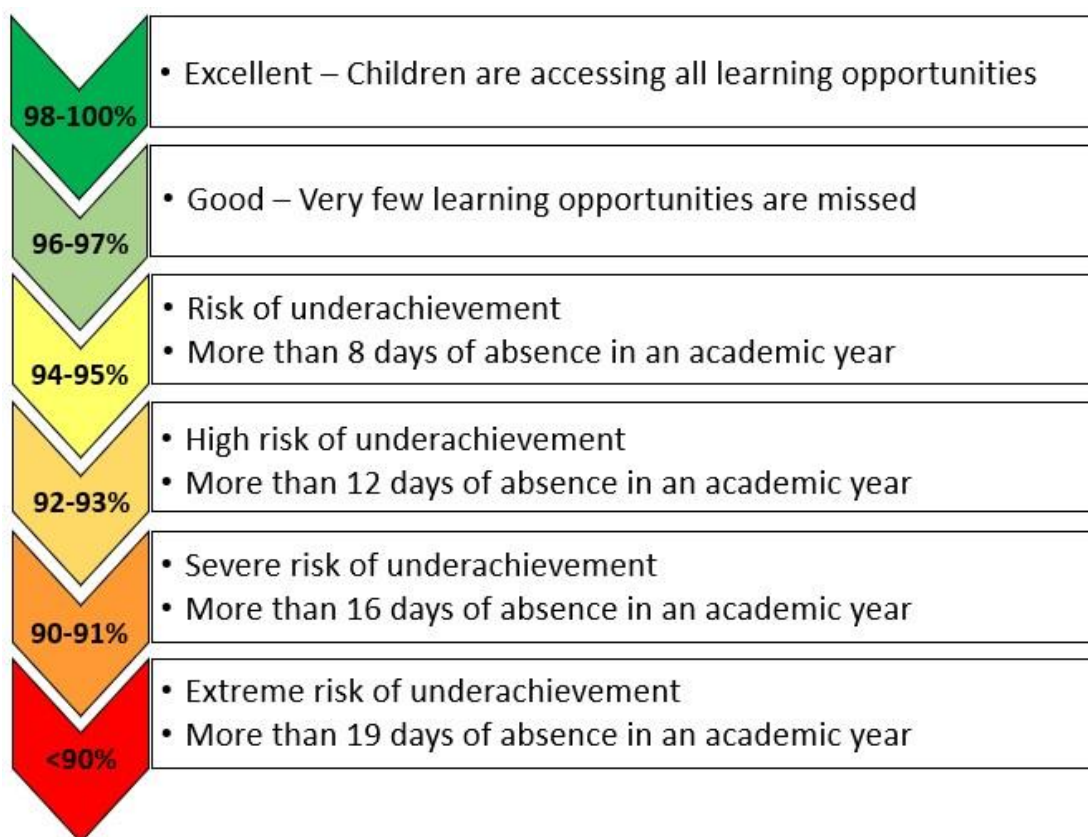 98-100%
• Excellent – Children are accessing all learning opportunities
96-97%
• Good – Very few learning opportunities are missed
94-95%
• Risk of underachievement
• More than 8 days of absence in an academic year
92-93%
• High risk of underachievement
• More than 12 days of absence in an academic year
90-91%
• Severe risk of underachievement
• More than 16 days of absence in an academic year
<90%
• Extreme risk of underachievement
• More than 19 days of absence in an academic year